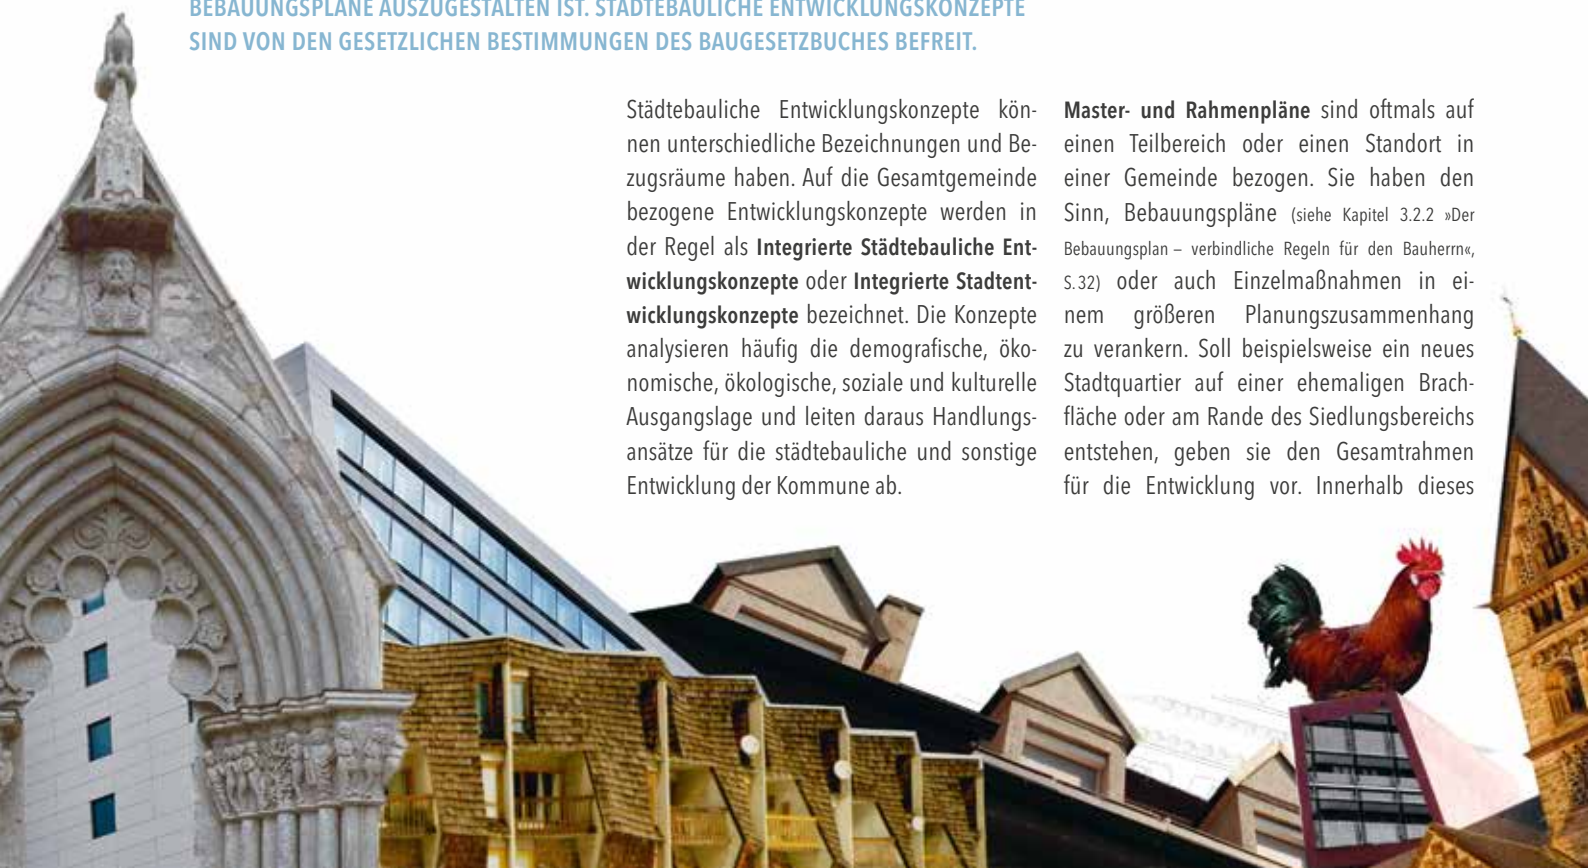 BEBAUUNGSPLÄNE AUSZUGESTALTEN IST. STÄDTEBAULICHE ENTWICKLUNGSKONZEPTE
SIND VON DEN GESETZLICHEN BESTIMMUNGEN DES BAUGESETZBUCHES BEFREIT.
Städtebauliche Entwicklungskonzepte kön-
nen unterschiedliche Bezeichnungen und Be-
zugsräume haben. Auf die Gesamtgemeinde
bezogene Entwicklungskonzepte werden in
der Regel als Integrierte Städtebauliche Ent-
wicklungskonzepte oder Integrierte Stadtent-
wicklungskonzepte bezeichnet. Die Konzepte
analysieren häufig die demografische, öko-
nomische, ökologische, soziale und kulturelle
Ausgangslage und leiten daraus Handlungs-
ansätze für die städtebauliche und sonstige
Entwicklung der Kommune ab.
Master- und Rahmenpläne sind oftmals auf
einen Teilbereich oder einen Standort in
einer Gemeinde bezogen. Sie haben den
Sinn, Bebauungspläne (siehe Kapitel 3.2.2 »Der
Bebauungsplan – verbindliche Regeln für den Bauherrn«,
S. 32) oder auch Einzelmaßnahmen in ei-
nem größeren Planungszusammenhang
zu verankern. Soll beispielsweise ein neues
Stadtquartier auf einer ehemaligen Brach-
fläche oder am Rande des Siedlungsbereichs
entstehen, geben sie den Gesamtrahmen
für die Entwicklung vor. Innerhalb dieses